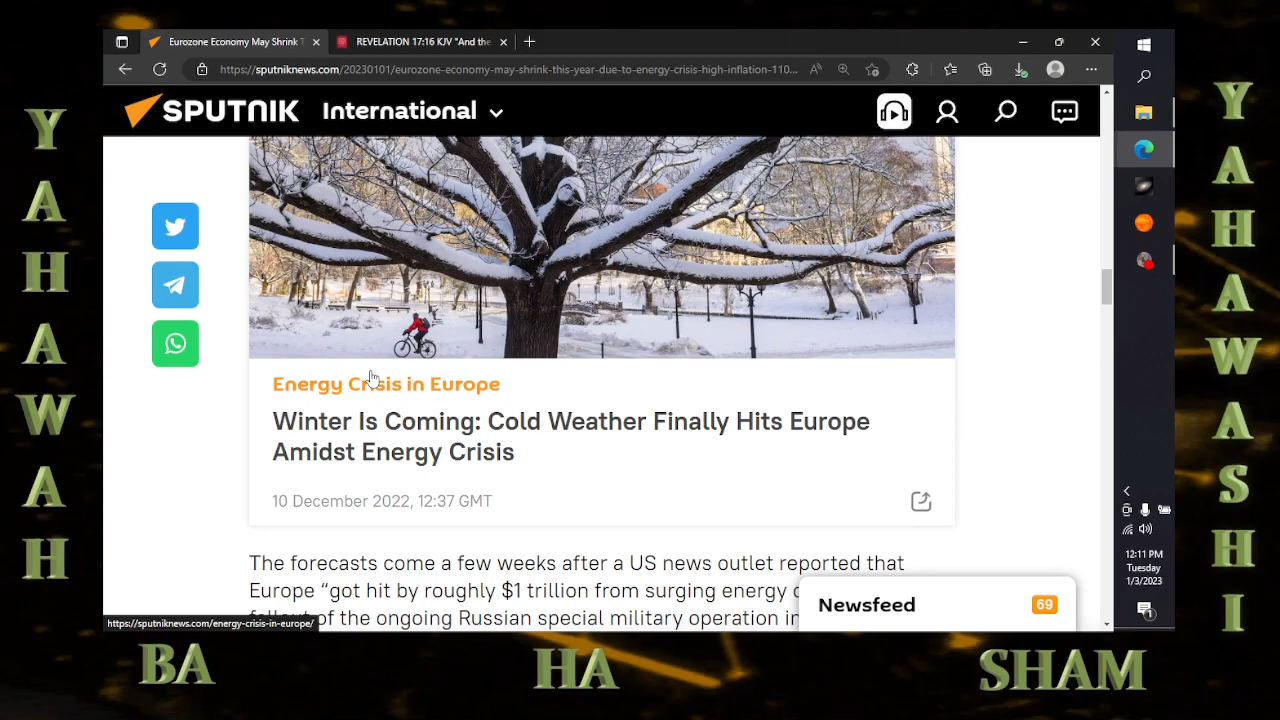 Eurozone Economy May Shrink T
REVELATION 17:16 KJV "And the
https://sputniknews.com/20230101/eurozone-economy-may-shrink-this-year-due-to-energy-crisis-high-inflation-110...
SPUTNIK International
Energy Crisis in Europe
Winter Is Coming: Cold Weather Finally Hits Europe
Amidst Energy Crisis
10 December 2022, 12:37 GMT
The forecasts come a few weeks after a US news outlet reported that
Europe “got hit by roughly $1 trillion from surging energy
of the ongoing Russian special military operation in
Newsfeed 69
https://sputniknews.com/energy-crisis-in-europe/
12:11 PM
Tuesday
1/3/2023
1
YAHAWAH
YAHAWASHI
BA HA SHAM